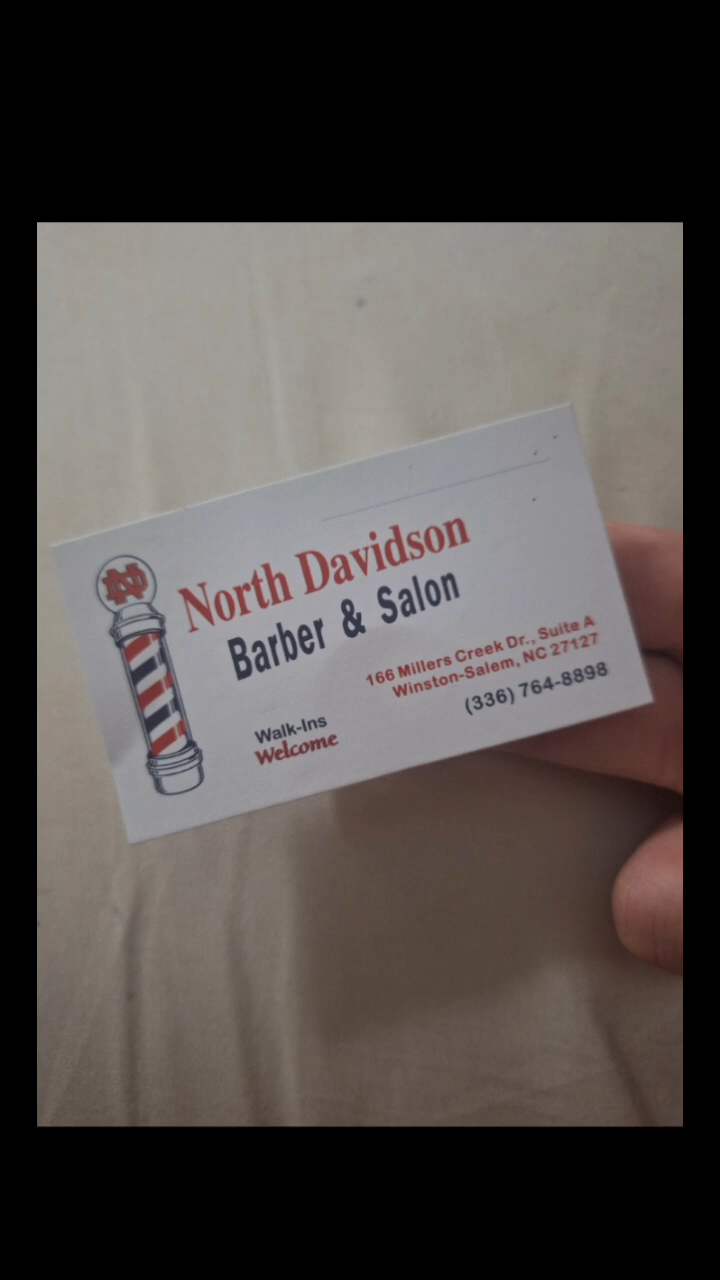 ND
North Davidson
Barber & Salon
166 Millers Creek Dr., Suite A
Winston-Salem, NC 27127
(336) 764-8898
Walk-Ins
Welcome